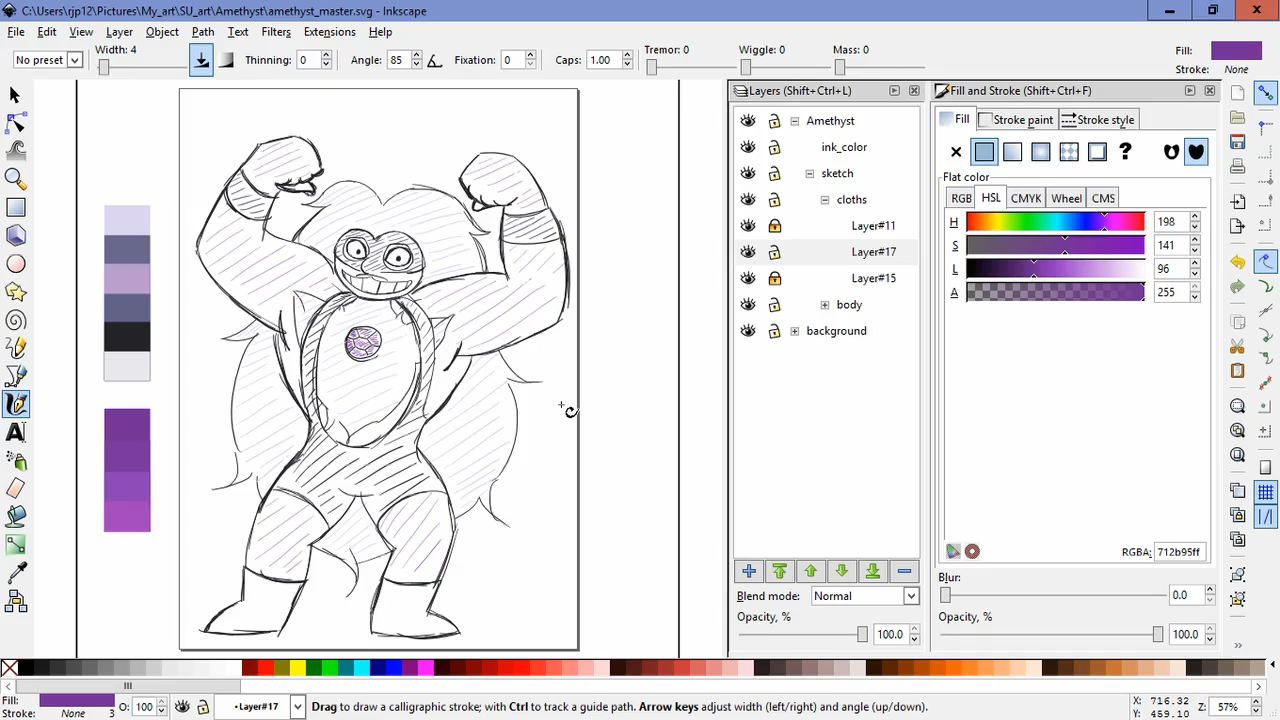 C:\Users\rjp12\Pictures\My_art\SU_art\Amethyst\amethyst_master.svg - Inkscape
File Edit View Layer Object Path Text Filters Extensions Help
No preset Width: 4 Thinning: 0 Angle: 85 Fixation: 0 Caps: 1.00 Tremor: 0 Wiggle: 0 Mass: 0 Fill:
Stroke: None
Layers (Shift+Ctrl+L)
Amethyst
ink_color
sketch
cloths
Layer#11
Layer#17
Layer#15
body
background
Blend mode: Normal
Opacity, %
100.0
Fill and Stroke (Shift+Ctrl+F)
Fill Stroke paint Stroke style
?
Flat color
RGB HSL CMYK Wheel CMS
H 198
S 141
L 96
A 255
RGBA: 712b95ff
Blur:
0.0
Opacity, %
100.0
Fill:
Stroke: None 3
O: 100
•Layer#17
Drag to draw a calligraphic stroke; with Ctrl to track a guide path. Arrow keys adjust width (left/right) and angle (up/down).
X: 716.32
Y: 459.10
Z: 57%